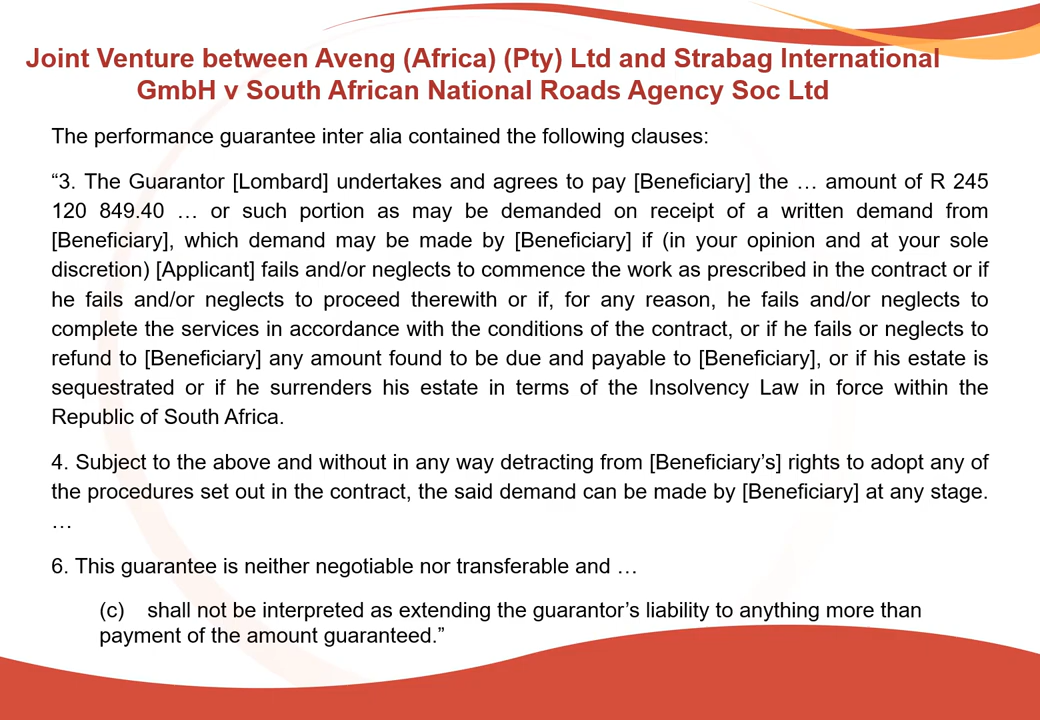 Joint Venture between Aveng (Africa) (Pty) Ltd and Strabag International
GmbH v South African National Roads Agency Soc Ltd
The performance guarantee inter alia contained the following clauses:
“3. The Guarantor [Lombard] undertakes and agrees to pay [Beneficiary] the … amount of R 245
120 849.40 … or such portion as may be demanded on receipt of a written demand from
[Beneficiary], which demand may be made by [Beneficiary] if (in your opinion and at your sole
discretion) [Applicant] fails and/or neglects to commence the work as prescribed in the contract or if
he fails and/or neglects to proceed therewith or if, for any reason, he fails and/or neglects to
complete the services in accordance with the conditions of the contract, or if he fails or neglects to
refund to [Beneficiary] any amount found to be due and payable to [Beneficiary], or if his estate is
sequestrated or if he surrenders his estate in terms of the Insolvency Law in force within the
Republic of South Africa.
4. Subject to the above and without in any way detracting from [Beneficiary’s] rights to adopt any of
the procedures set out in the contract, the said demand can be made by [Beneficiary] at any stage.
…
6. This guarantee is neither negotiable nor transferable and …
(c) shall not be interpreted as extending the guarantor’s liability to anything more than
payment of the amount guaranteed.”